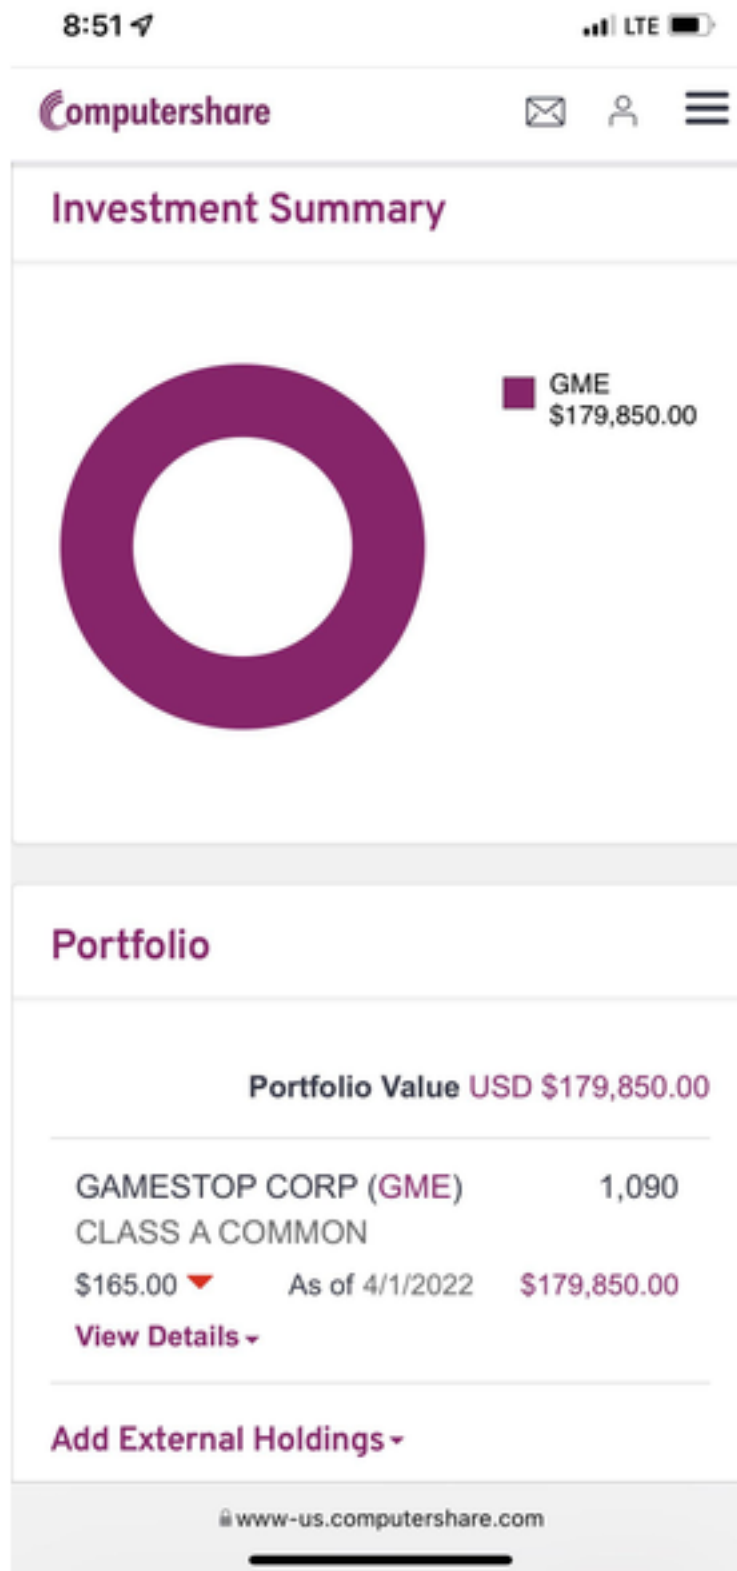 8:51
LTE
Computershare
Investment Summary
GME
$179,850.00
Portfolio
Portfolio Value USD $179,850.00
GAMESTOP CORP (GME) 1,090
CLASS A COMMON
$165.00 As of 4/1/2022 $179,850.00
View Details
Add External Holdings
www-us.computershare.com